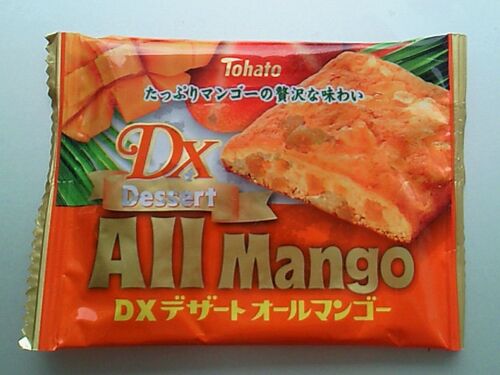 Tohato
たっぷりマンゴーの贅沢な味わい
DX
Dessert
All Mango
DXデザートオールマンゴー